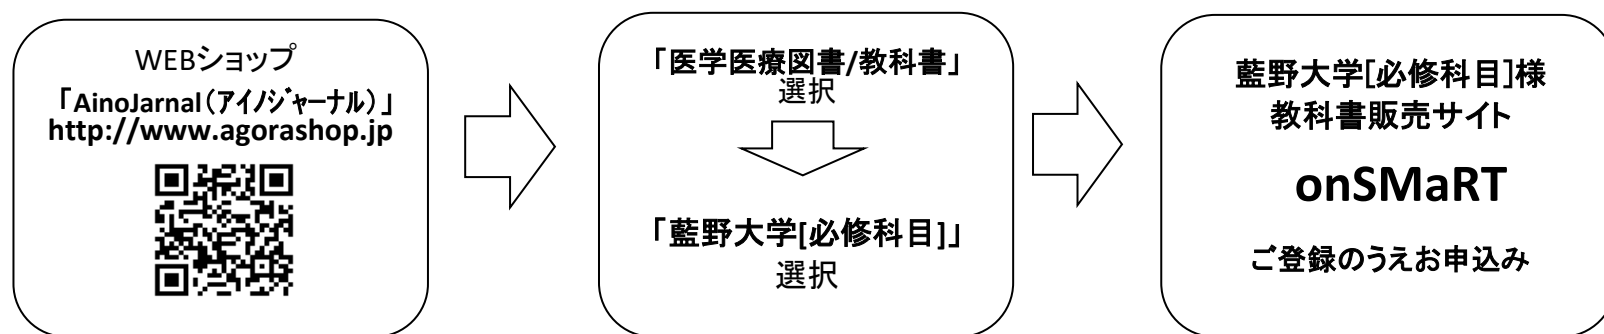 WEBショップ
「AinoJarnal(アイノジャーナル)」
http://www.agorashop.jp
「医学医療図書/教科書」
選択
「藍野大学[必修科目]」
選択
藍野大学[必修科目]様
教科書販売サイト
onSMaRT
ご登録のうえお申込み